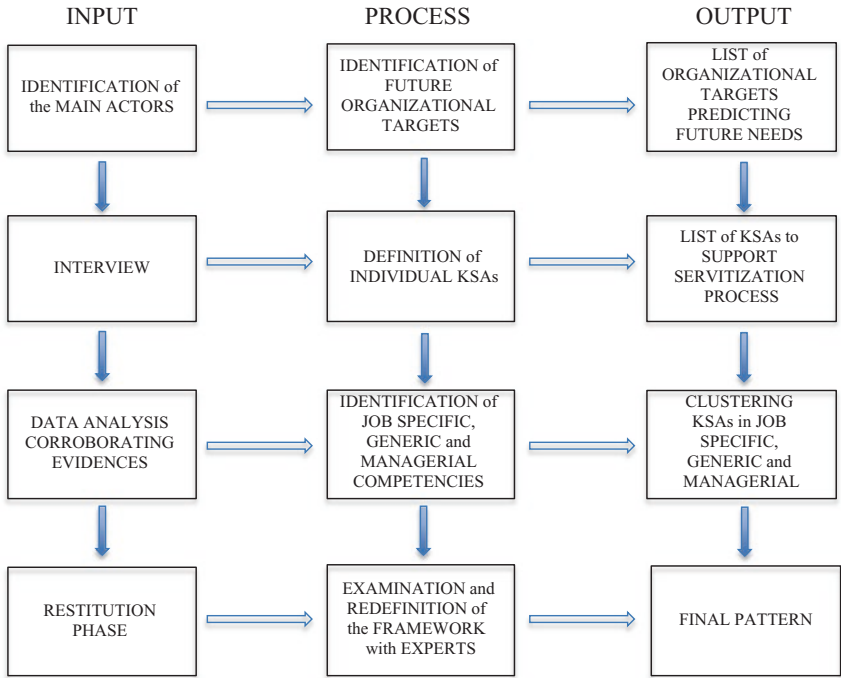 INPUT
PROCESS
OUTPUT
IDENTIFICATION of
the MAIN ACTORS
IDENTIFICATION of
FUTURE
ORGANIZATIONAL
TARGETS
LIST of
ORGANIZATIONAL
TARGETS
PREDICTING
FUTURE NEEDS
INTERVIEW
DEFINITION of
INDIVIDUAL KSAs
LIST of KSAs to
SUPPORT
SERVITIZATION
PROCESS
DATA ANALYSIS
CORROBORATING
EVIDENCES
IDENTIFICATION of
JOB SPECIFIC,
GENERIC and
MANAGERIAL
COMPETENCIES
CLUSTERING
KSAs in JOB
SPECIFIC,
GENERIC and
MANAGERIAL
RESTITUTION
PHASE
EXAMINATION and
REDEFINITION of
the FRAMEWORK
with EXPERTS
FINAL PATTERN